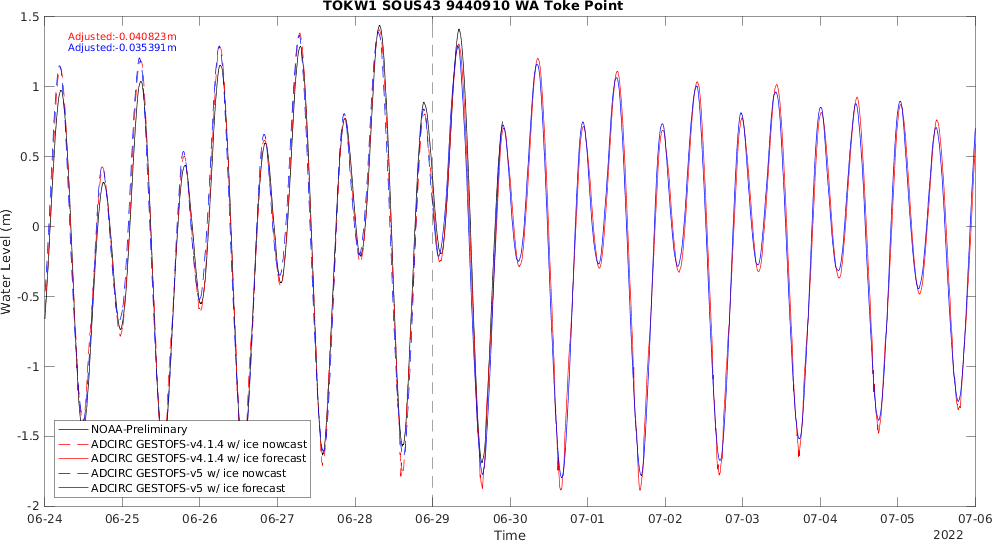 TOKW1 SOUS43 9440910 WA Toke Point
Adjusted:-0.040823m
Adjusted:-0.035391m
1.5
1
0.5
0
-0.5
-1
-1.5
-2
Water Level (m)
NOAA-Preliminary
ADCIRC GESTOFS-v4.1.4 w/ ice nowcast
ADCIRC GESTOFS-v4.1.4 w/ ice forecast
ADCIRC GESTOFS-v5 w/ ice nowcast
ADCIRC GESTOFS-v5 w/ ice forecast
06-24 06-25 06-26 06-27 06-28 06-29 06-30 07-01 07-02 07-03 07-04 07-05 07-06
Time
2022